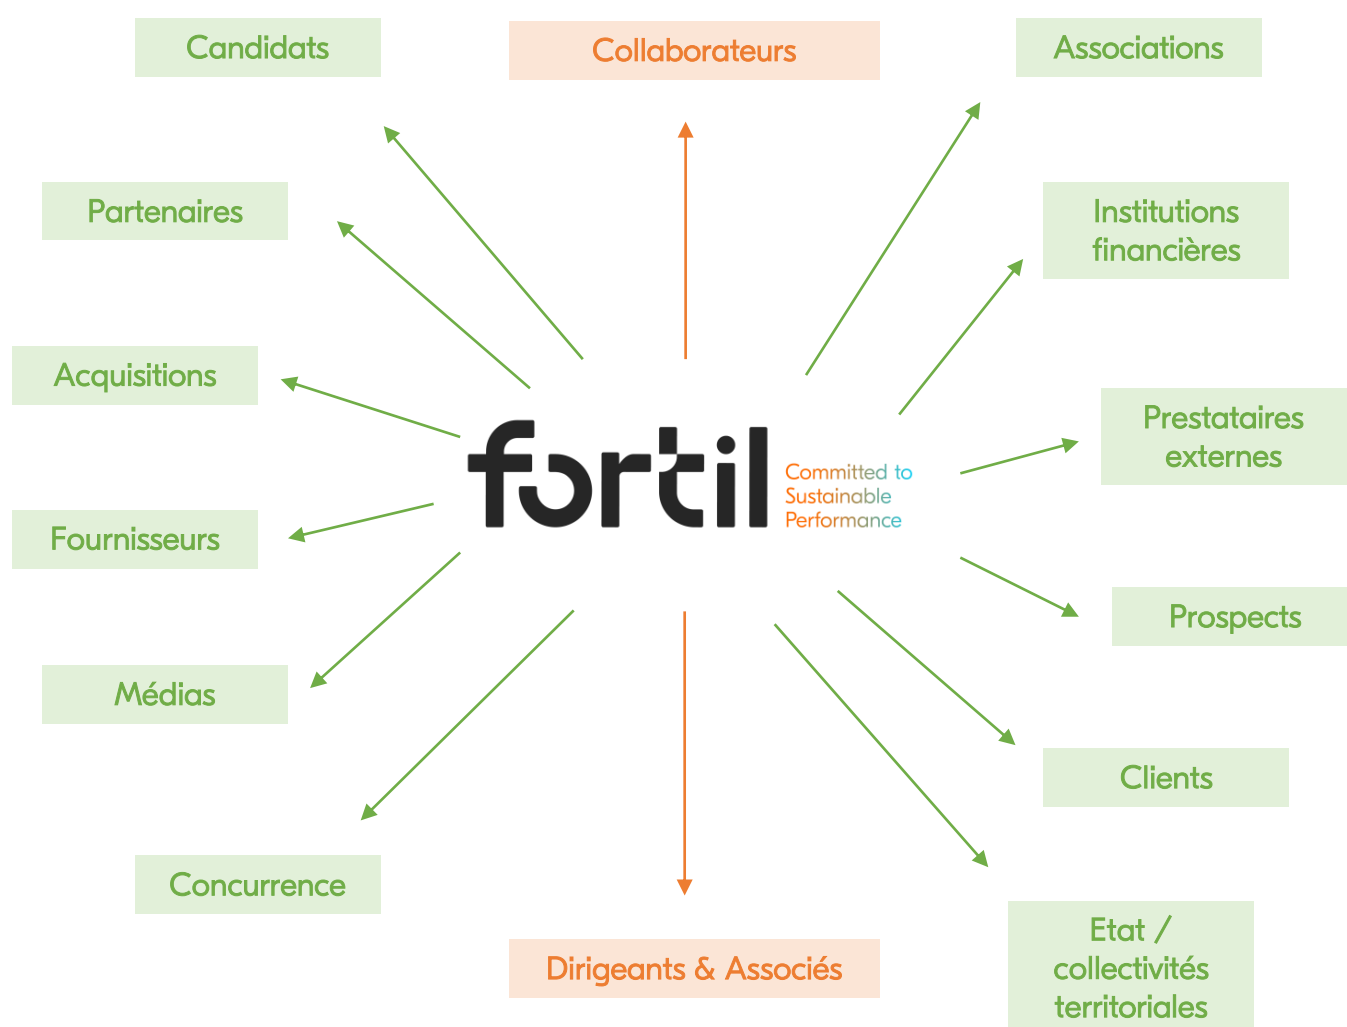 Candidats
Collaborateurs
Associations
Partenaires
Institutions
financières
Acquisitions
Prestataires
externes
fortil
Committed to
Sustainable
Performance
Fournisseurs
Prospects
Médias
Clients
Concurrence
Dirigeants & Associés
Etat /
collectivités
territoriales